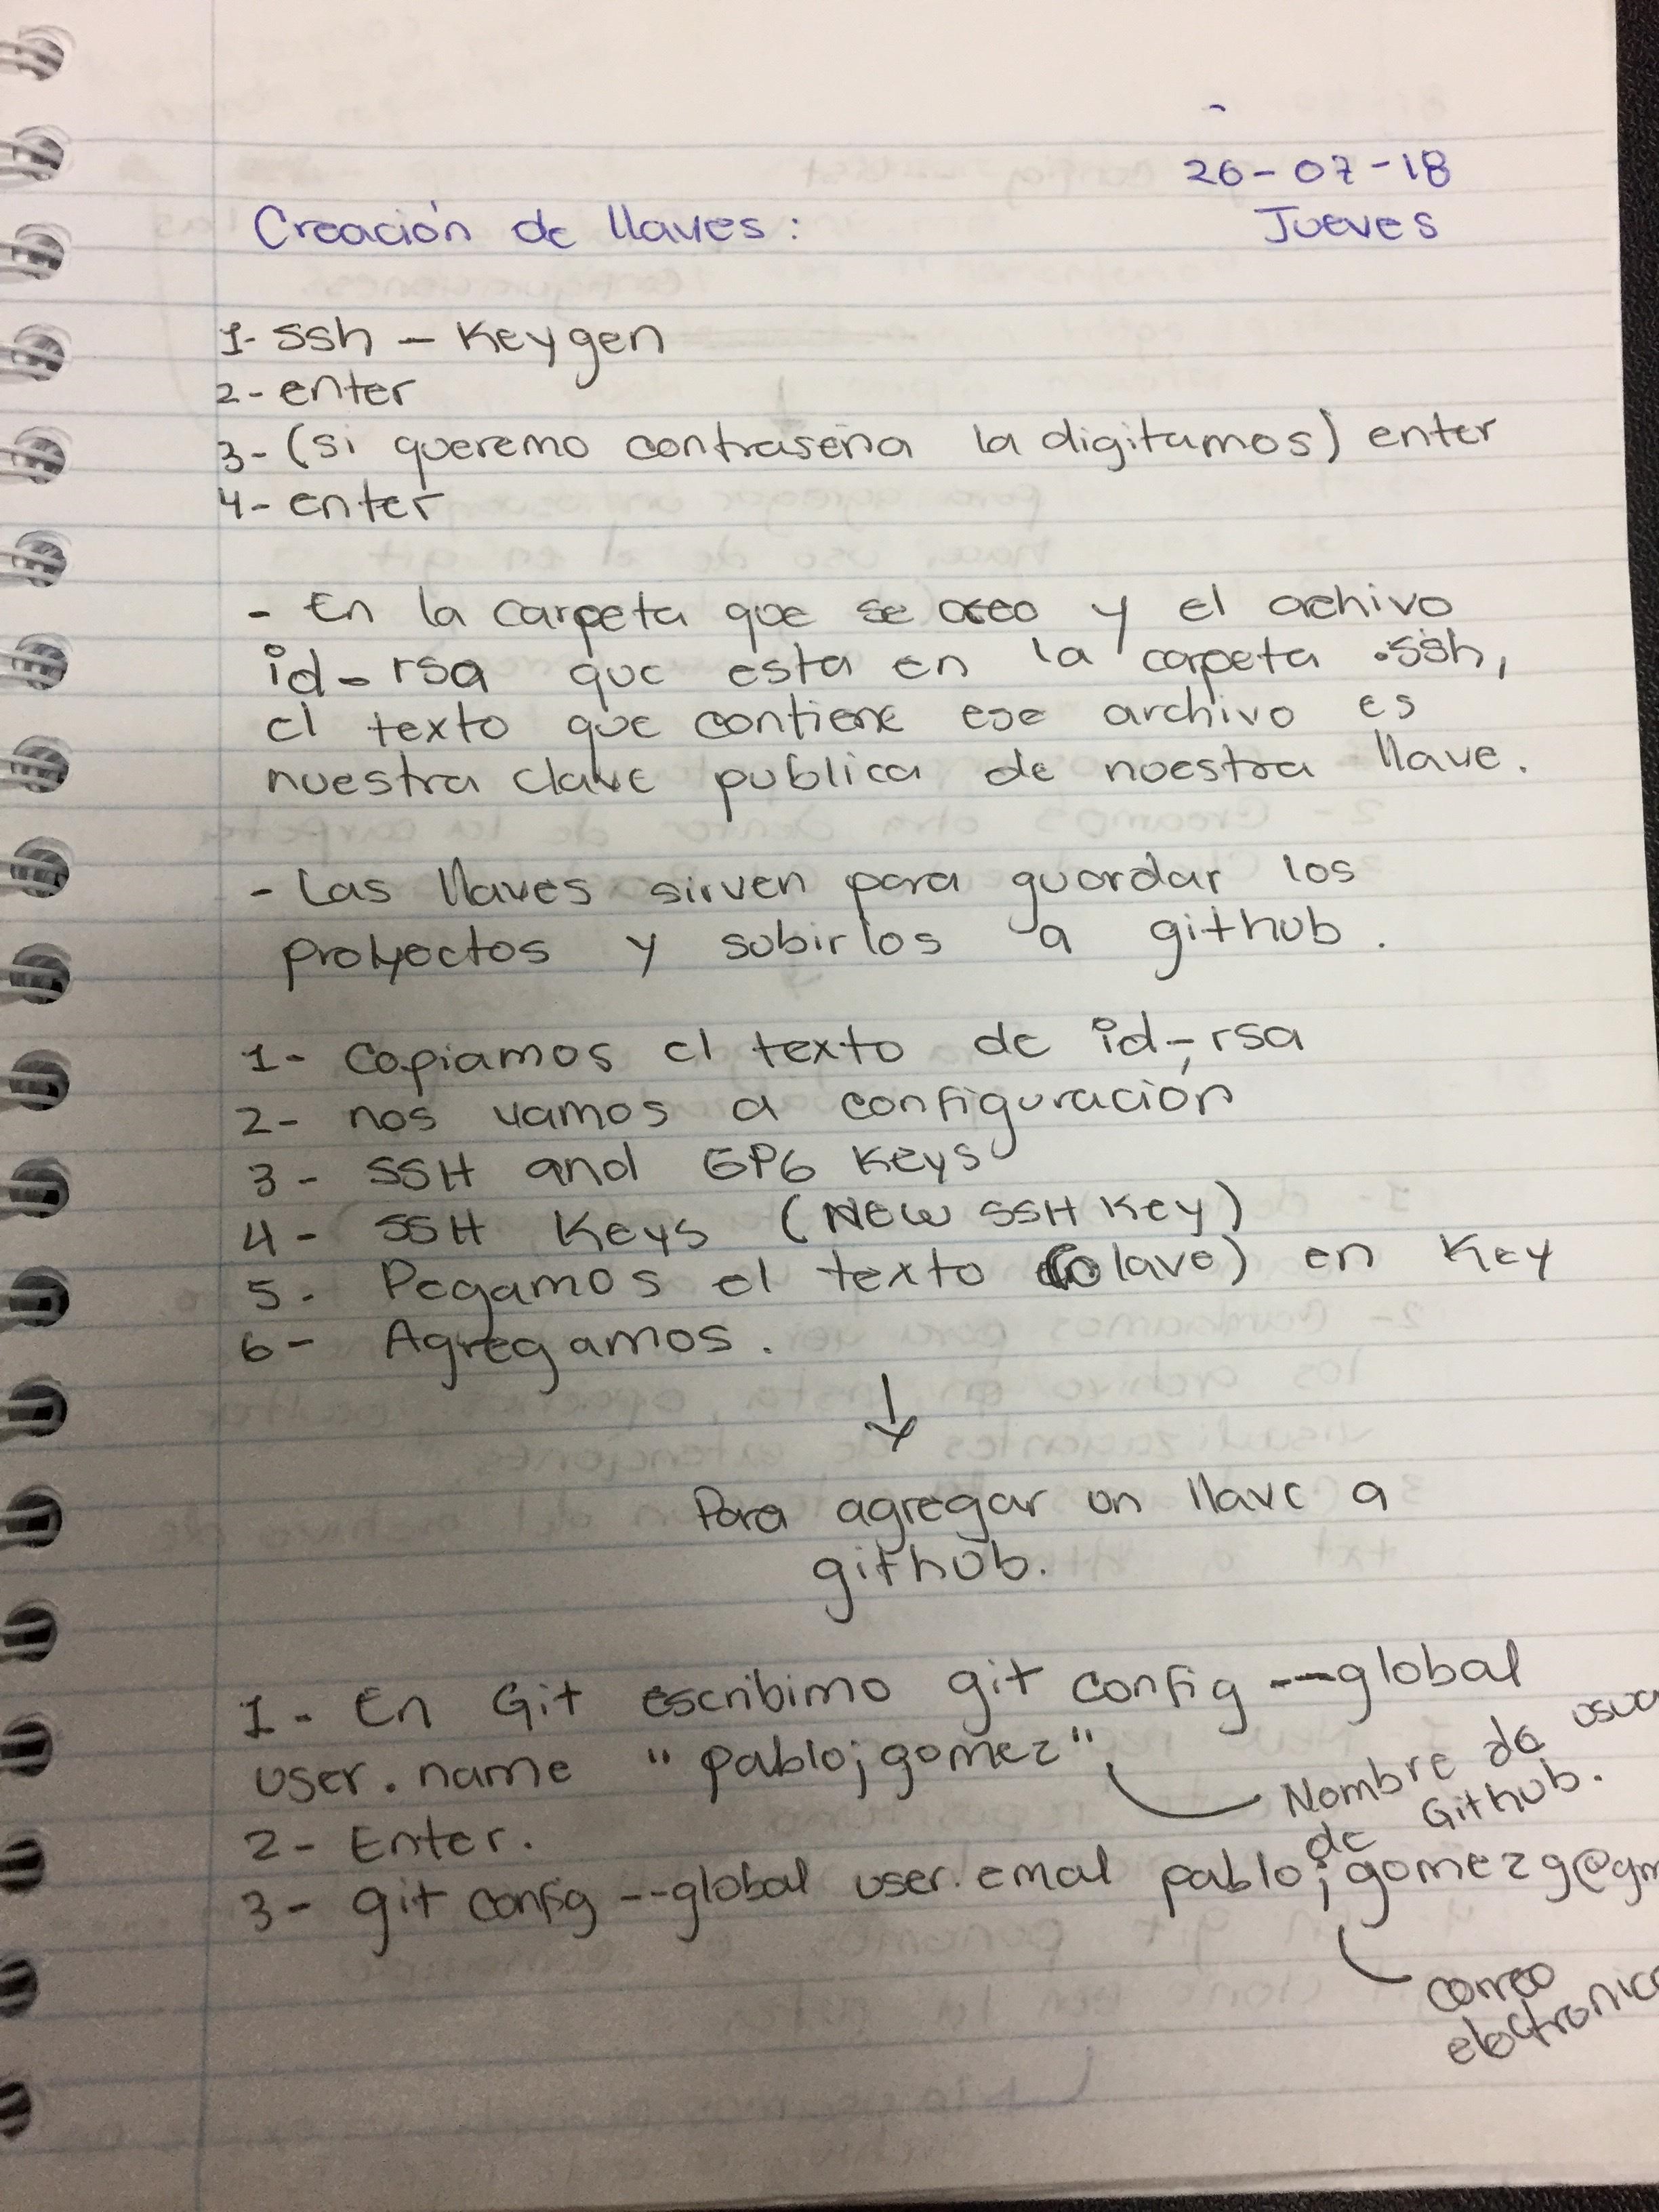 26-07-18
Creación de llaves:
Jueves
1- ssh - Keygen
2- enter
3- (si queremo contraseña la digitamos) enter
4- enter
- En la carpeta que se creo y el archivo
id-rsa que esta en la carpeta .ssh,
el texto que contiene ese archivo es
nuestra clave publica de nuestra llave.
- Las llaves sirven para guardar los
proyectos y subirlos a github.
1- Copiamos el texto de id-rsa
2- nos vamos a configuración
3- SSH and GPG Keys
4- SSH Keys (NEW SSH Key)
5- Pegamos el texto (clave) en Key
6- Agregamos.
↓
Para agregar un llave a
github.
1- En Git escribimo git config --global
user.name "pablojgomez"
Nombre de
de Github.
2- Enter.
3- git config --global user.emal pablojgomezg@gm
correo